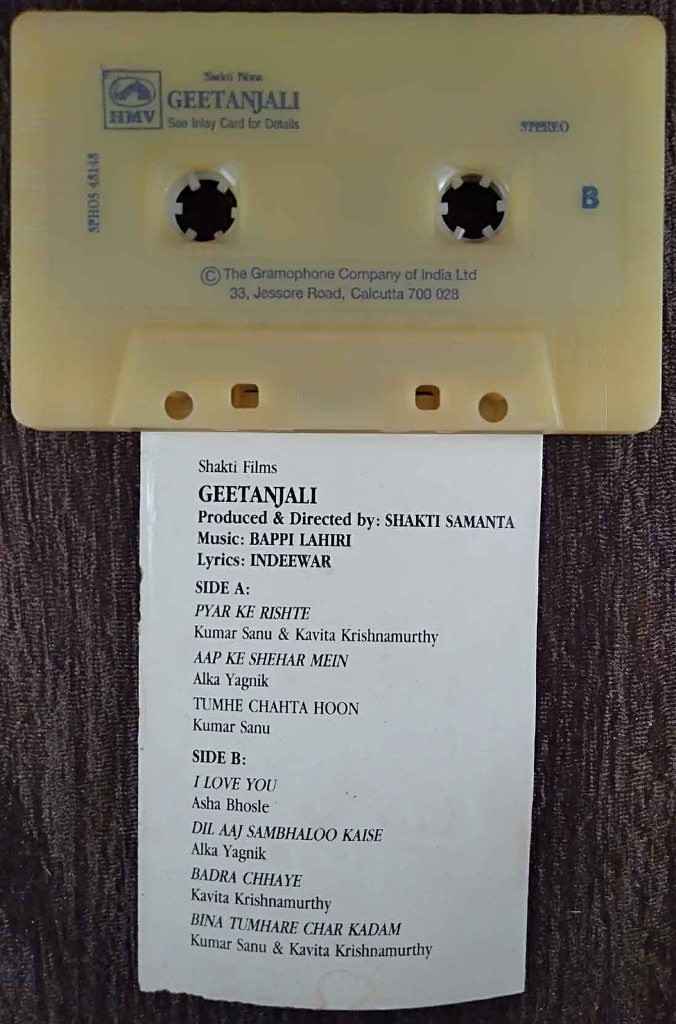 Shakti Films
GEETANJALI
HMV
See Inlay Card for Details
STEREO
SPHOS 48148
B
© The Gramophone Company of India Ltd
33, Jessore Road, Calcutta 700 028
Shakti Films
GEETANJALI
Produced & Directed by: SHAKTI SAMANTA
Music: BAPPI LAHIRI
Lyrics: INDEEWAR
SIDE A:
PYAR KE RISHTE
Kumar Sanu & Kavita Krishnamurthy
AAP KE SHEHAR MEIN
Alka Yagnik
TUMHE CHAHTA HOON
Kumar Sanu
SIDE B:
I LOVE YOU
Asha Bhosle
DIL AAJ SAMBHALOO KAISE
Alka Yagnik
BADRA CHHAYE
Kavita Krishnamurthy
BINA TUMHARE CHAR KADAM
Kumar Sanu & Kavita Krishnamurthy